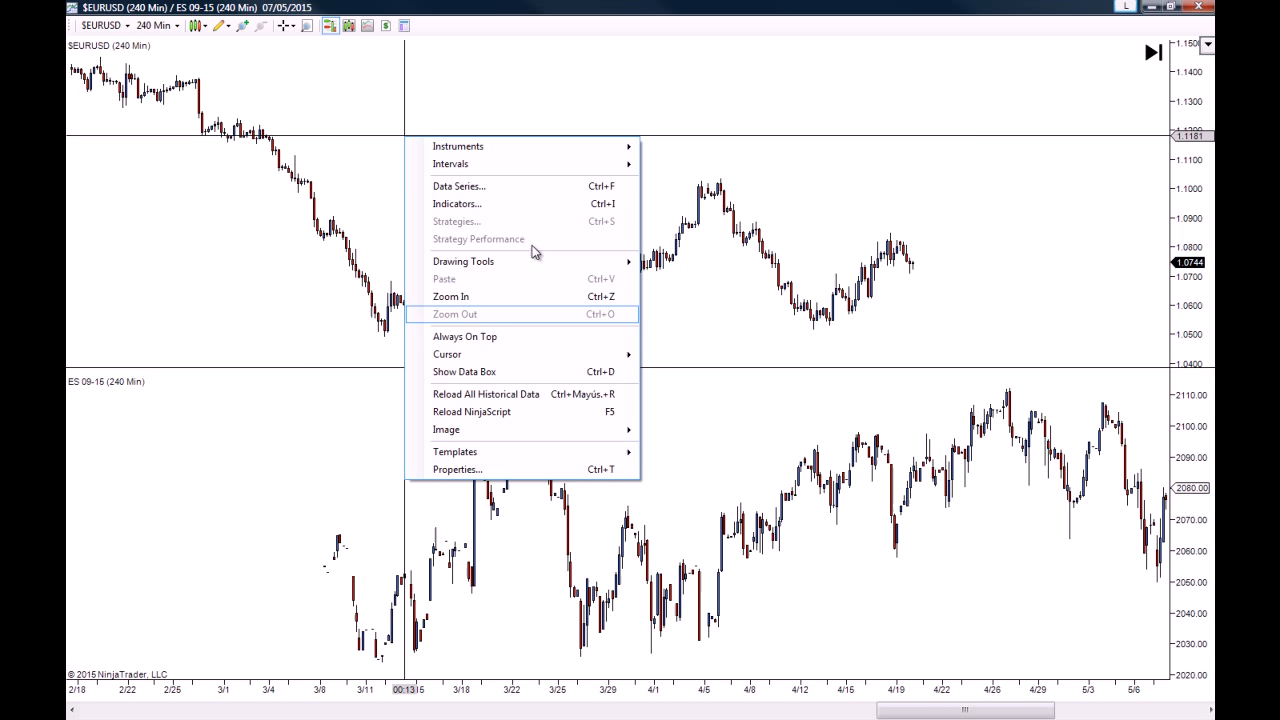 $EURUSD (240 Min) / ES 09-15 (240 Min)  07/05/2015
L
$EURUSD 240 Min
$EURUSD (240 Min)
1.1400
1.1300
1.1181
1.1100
1.1000
1.0900
1.0800
1.0744
1.0700
1.0600
1.0500
1.0400
Instruments
Intervals
Data Series... Ctrl+F
Indicators... Ctrl+I
Strategies... Ctrl+S
Strategy Performance
Drawing Tools
Paste Ctrl+V
Zoom In Ctrl+Z
Zoom Out Ctrl+O
Always On Top
Cursor
Show Data Box Ctrl+D
Reload All Historical Data Ctrl+Mayús.+R
Reload NinjaScript F5
Image
Templates
Properties... Ctrl+T
ES 09-15 (240 Min)
2110.00
2100.00
2090.00
2080.00
2070.00
2060.00
2050.00
2040.00
2030.00
2020.00
© 2015 NinjaTrader, LLC
2/18 2/22 2/25 3/1 3/4 3/8 3/11 00:13 15 3/18 3/22 3/25 3/29 4/1 4/5 4/8 4/12 4/15 4/19 4/22 4/26 4/29 5/3 5/6